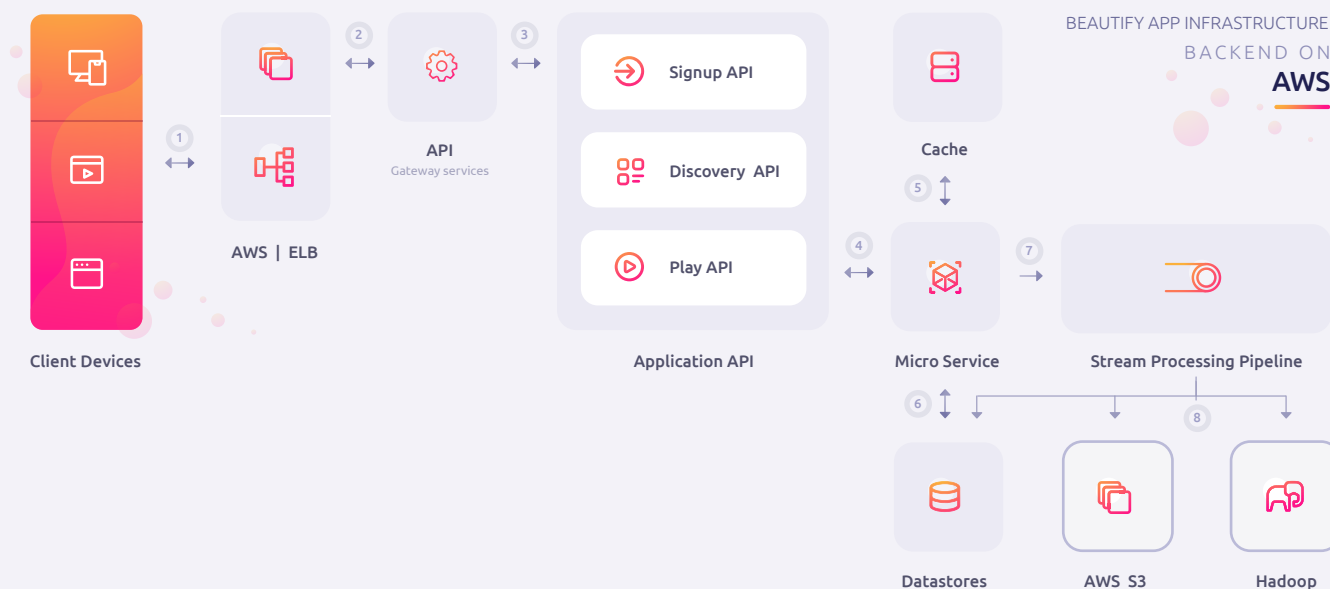 BEAUTIFY APP INFRASTRUCTURE
BACKEND ON
AWS
1
2
3
AWS | ELB
API
Gateway services
Signup API
Discovery API
Play API
Cache
5
4
7
Client Devices
Application API
Micro Service
Stream Processing Pipeline
6
8
Datastores
AWS S3
Hadoop